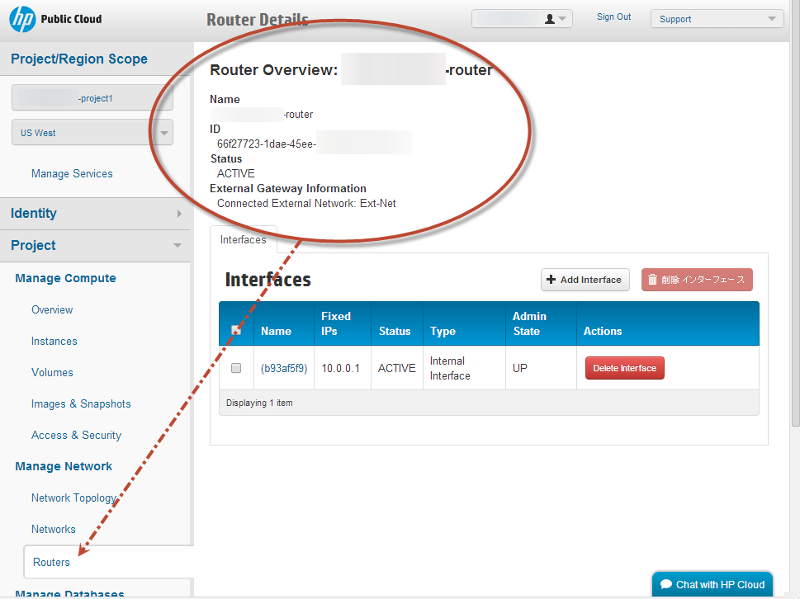 hp Public Cloud
Router Details
Sign Out
Support
Project/Region Scope
-project1
US West
Manage Services
Identity
Project
Manage Compute
Overview
Instances
Volumes
Images & Snapshots
Access & Security
Manage Network
Network Topology
Networks
Routers
Manage Databases
Router Overview: -router
Name
-router
ID
66f27723-1dae-45ee-
Status
ACTIVE
External Gateway Information
Connected External Network: Ext-Net
Interfaces
Interfaces
Add Interface
削除 インターフェース
Name Fixed IPs Status Type Admin State Actions
(b93af5f9) 10.0.0.1 ACTIVE Internal Interface UP Delete Interface
Displaying 1 item
Chat with HP Cloud